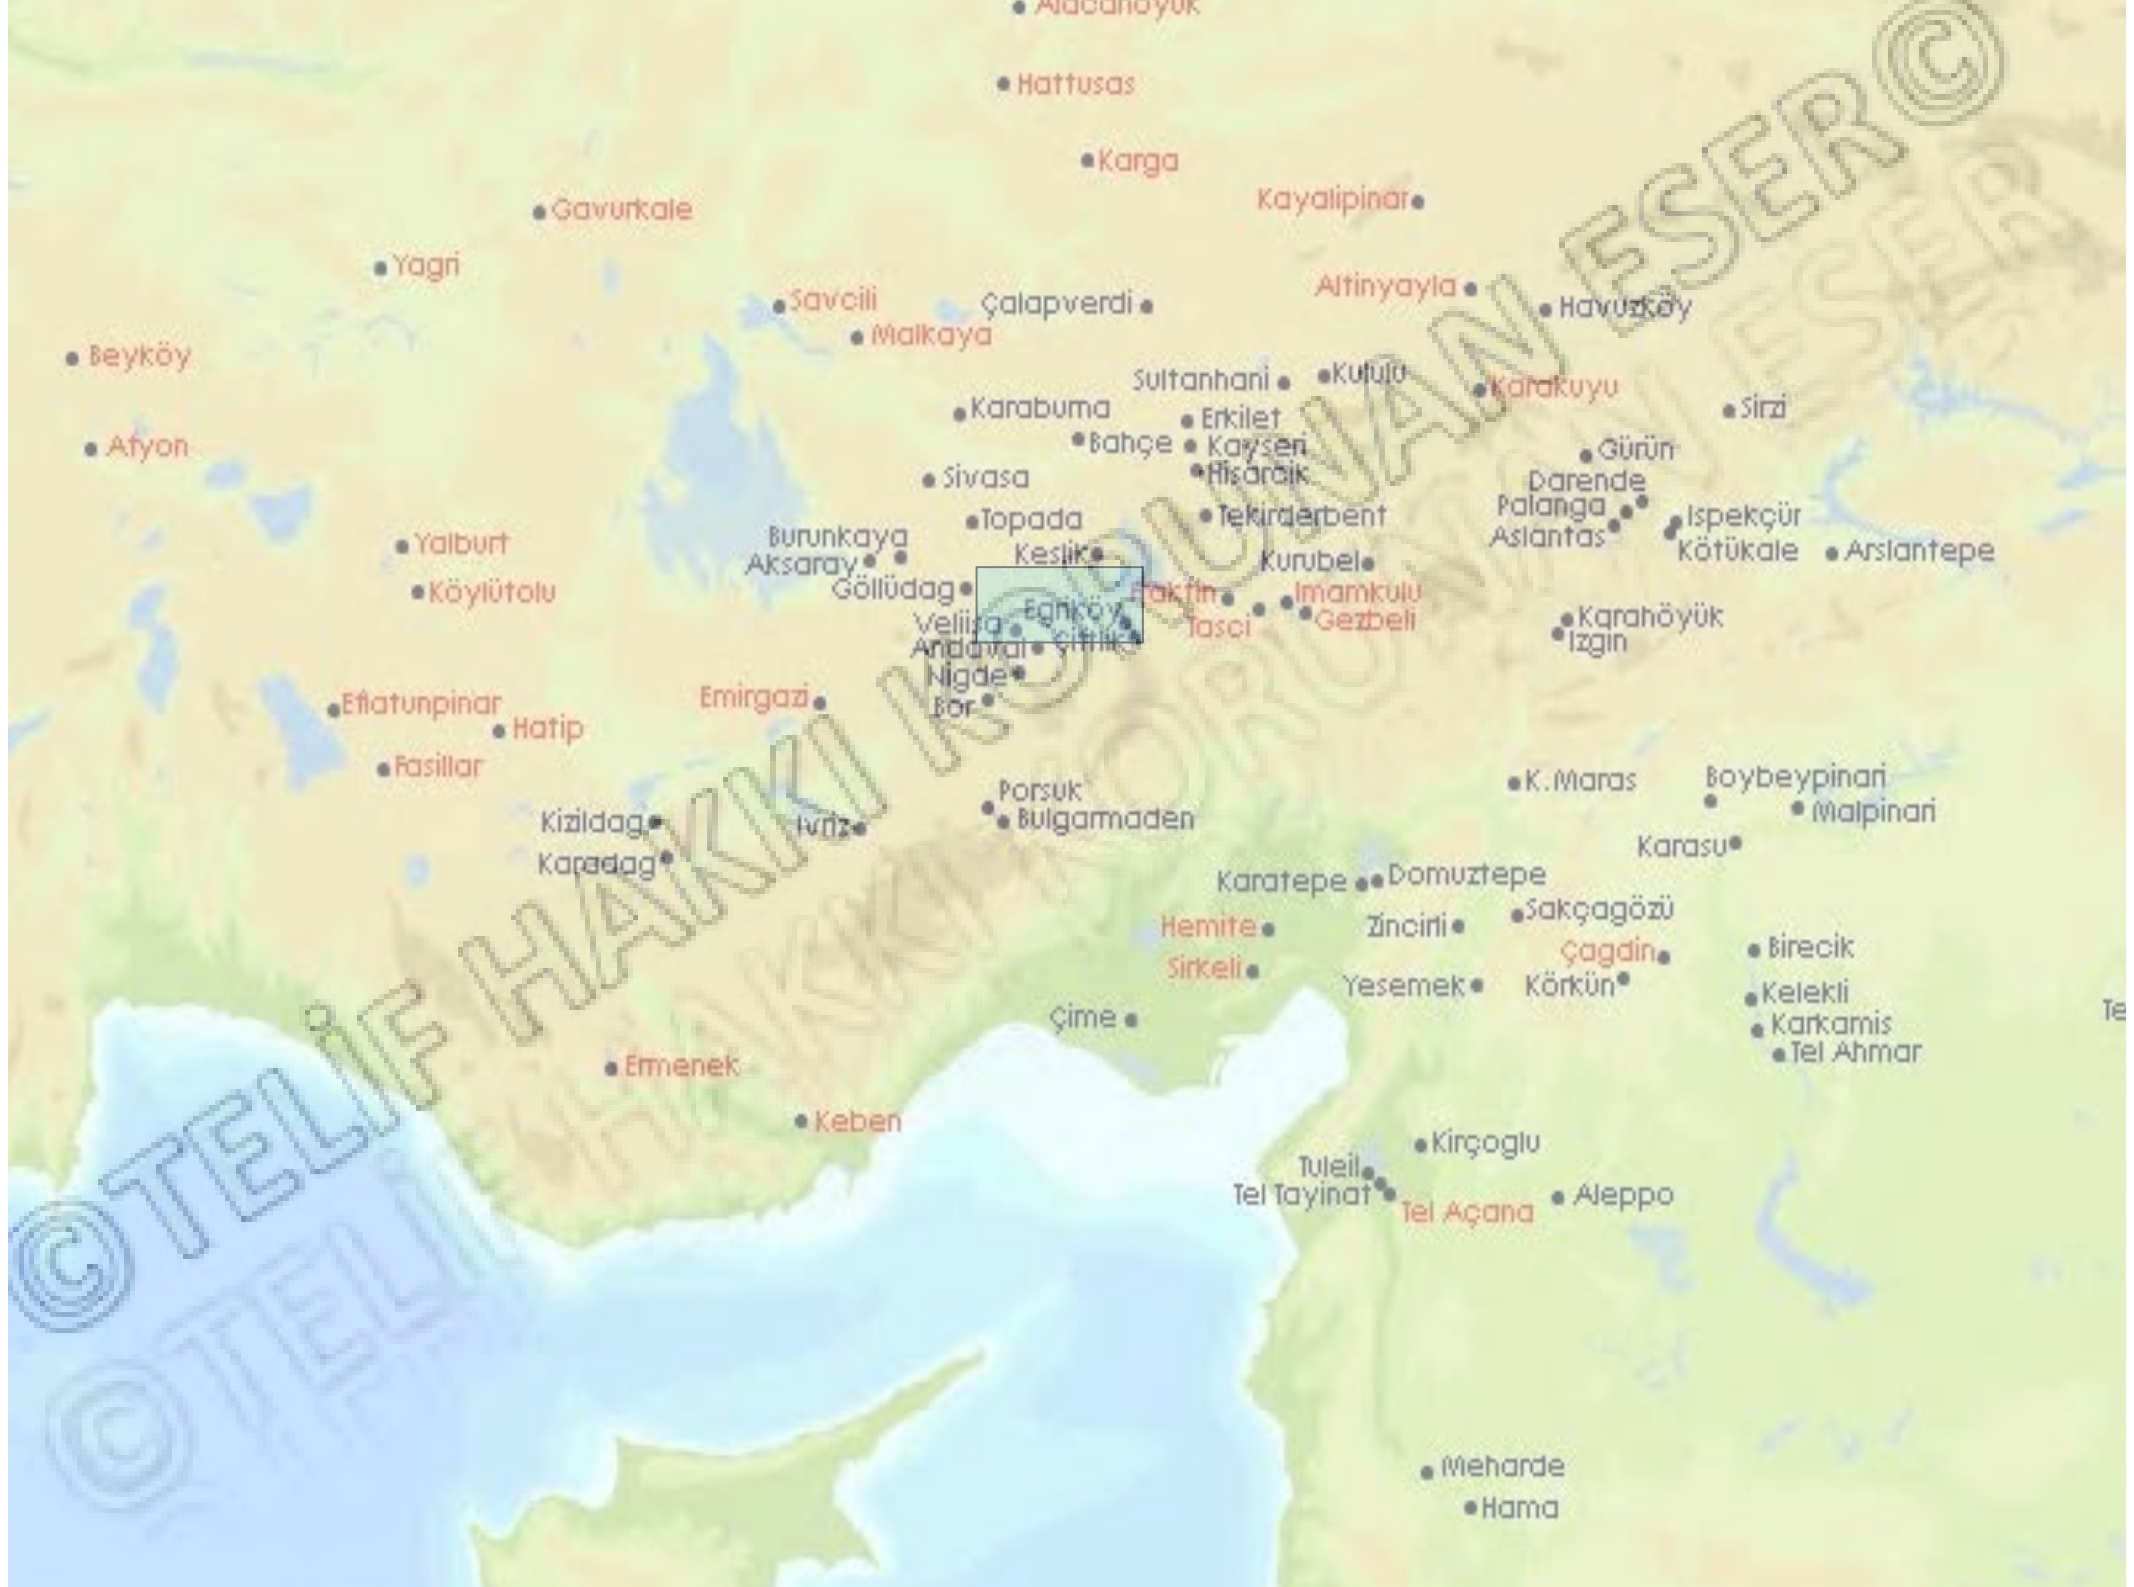 Alacahöyük
Hattusas
Karga
Kayalipinar
Gavurkale
Yagri
Altinyayla
Savcili
Çalapverdi
Havuzköy
Malkaya
Beyköy
Sultanhani
Kululu
Karakuyu
Karaburna
Erkilet
Sirzi
Afyon
Bahçe
Kayseri
Gürün
Hisarcik
Sivasa
Darende
Palanga
Topada
Tekirderbent
Ispekçür
Burunkaya
Aslantas
Yalburt
Keslik
Kötükale
Arslantepe
Aksaray
Kurubel
Göllüdag
Köylütolu
Fraktin
Imamkulu
Egriköy
Veliisa
Tasci
Gezbeli
Karahöyük
Andaval
Çiftlik
Izgin
Nigde
Eflatunpinar
Emirgazi
Bor
Hatip
Fasillar
K.Maras
Boybeypinari
Porsuk
Malpinari
Kizildag
Ivriz
Bulgarmaden
Karasu
Karadag
Karatepe
Domuztepe
Sakçagözü
Hemite
Zincirli
Çagdin
Birecik
Sirkeli
Yesemek
Körkün
Kelekli
Te
Çime
Karkamis
Tel Ahmar
Ermenek
Keben
Kirçoglu
Tuleil
Tel Tayinat
Aleppo
Tel Açana
Meharde
Hama
©TELİF HAKKI KORUNAN ESER©
©TELİF HAKKI KORUNAN ESER